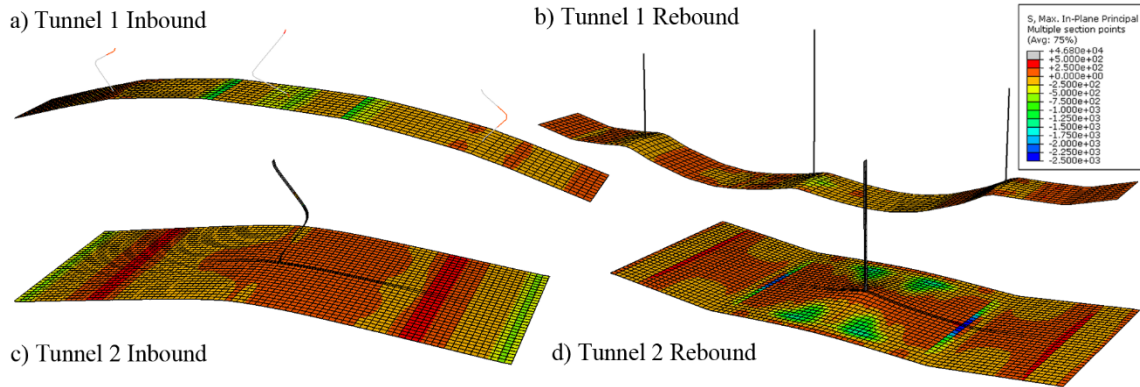 a) Tunnel 1 Inbound
b) Tunnel 1 Rebound
S, Max. In-Plane Principal
Multiple section points
(Avg: 75%)
+4.680e+04
+5.000e+02
+2.500e+02
+0.000e+00
-2.500e+02
-5.000e+02
-7.500e+02
-1.000e+03
-1.250e+03
-1.500e+03
-1.750e+03
-2.000e+03
-2.250e+03
-2.500e+03
c) Tunnel 2 Inbound
d) Tunnel 2 Rebound